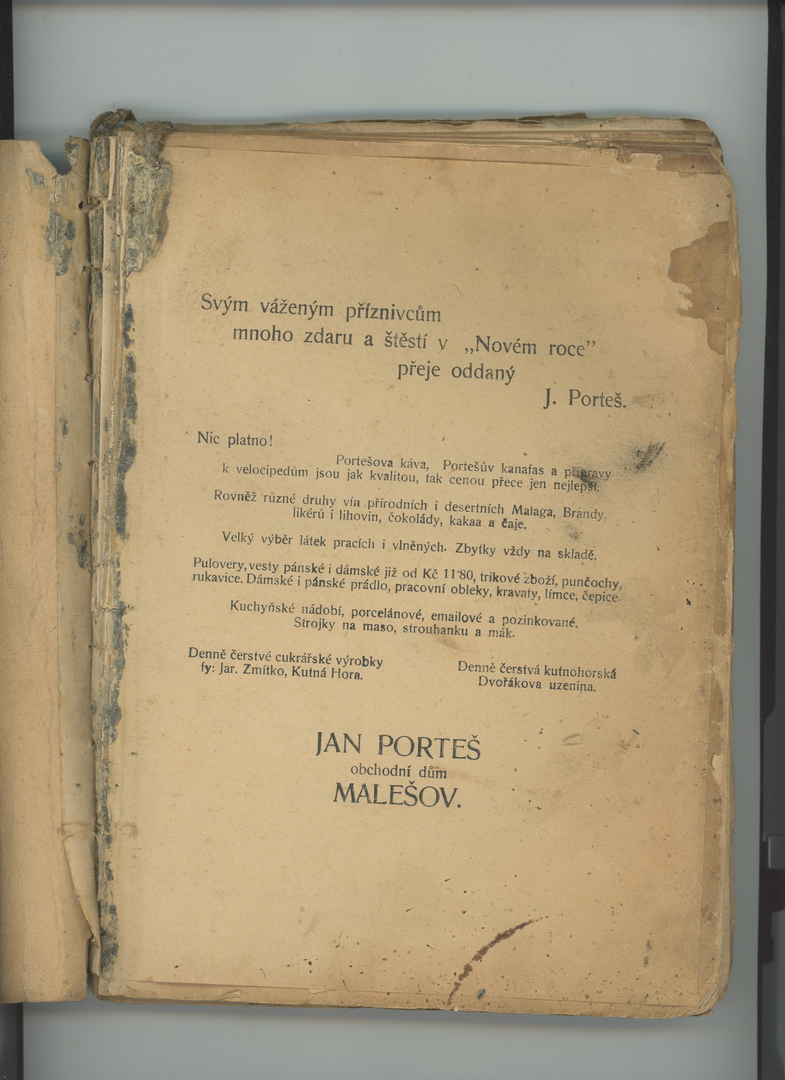 Svým váženým příznivcům
mnoho zdaru a štěstí v „Novém roce”
přeje oddaný
J. Porteš.
Nic platno!
Portešova káva, Portešův kanafas a přípravy
k velocipedům jsou jak kvalitou, tak cenou přece jen nejlepší.
Rovněž různé druhy vín přírodních i desertních Malaga, Brandy,
likérů i lihovin, čokolády, kakaa a čaje.
Velký výběr látek pracích i vlněných. Zbytky vždy na skladě.
Pulovery, vesty pánské i dámské již od Kč 11·80, trikové zboží, punčochy,
rukavice. Dámské i pánské prádlo, pracovní obleky, kravaty, límce, čepice.
Kuchyňské nádobí, porcelánové, emailové a pozinkované.
Strojky na maso, strouhanku a mák.
Denně čerstvé cukrářské výrobky
fy: Jar. Zmítko, Kutná Hora.
Denně čerstvá kutnohorská
Dvořákova uzenina.
JAN PORTEŠ
obchodní dům
MALEŠOV.